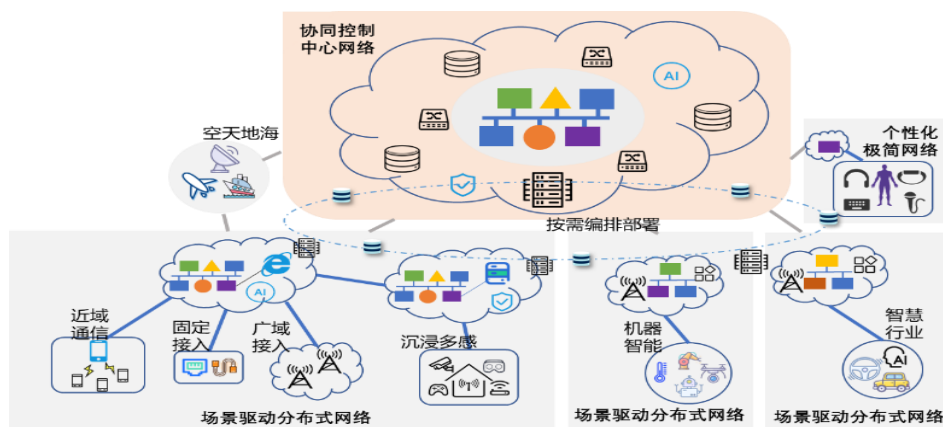 协同控制
中心网络
AI
空天地海
个性化
极简网络
按需编排部署
AI
近域
通信
固定
接入
广域
接入
沉浸多感
机器
智能
智慧
行业
AI
场景驱动分布式网络
场景驱动分布式网络
场景驱动分布式网络